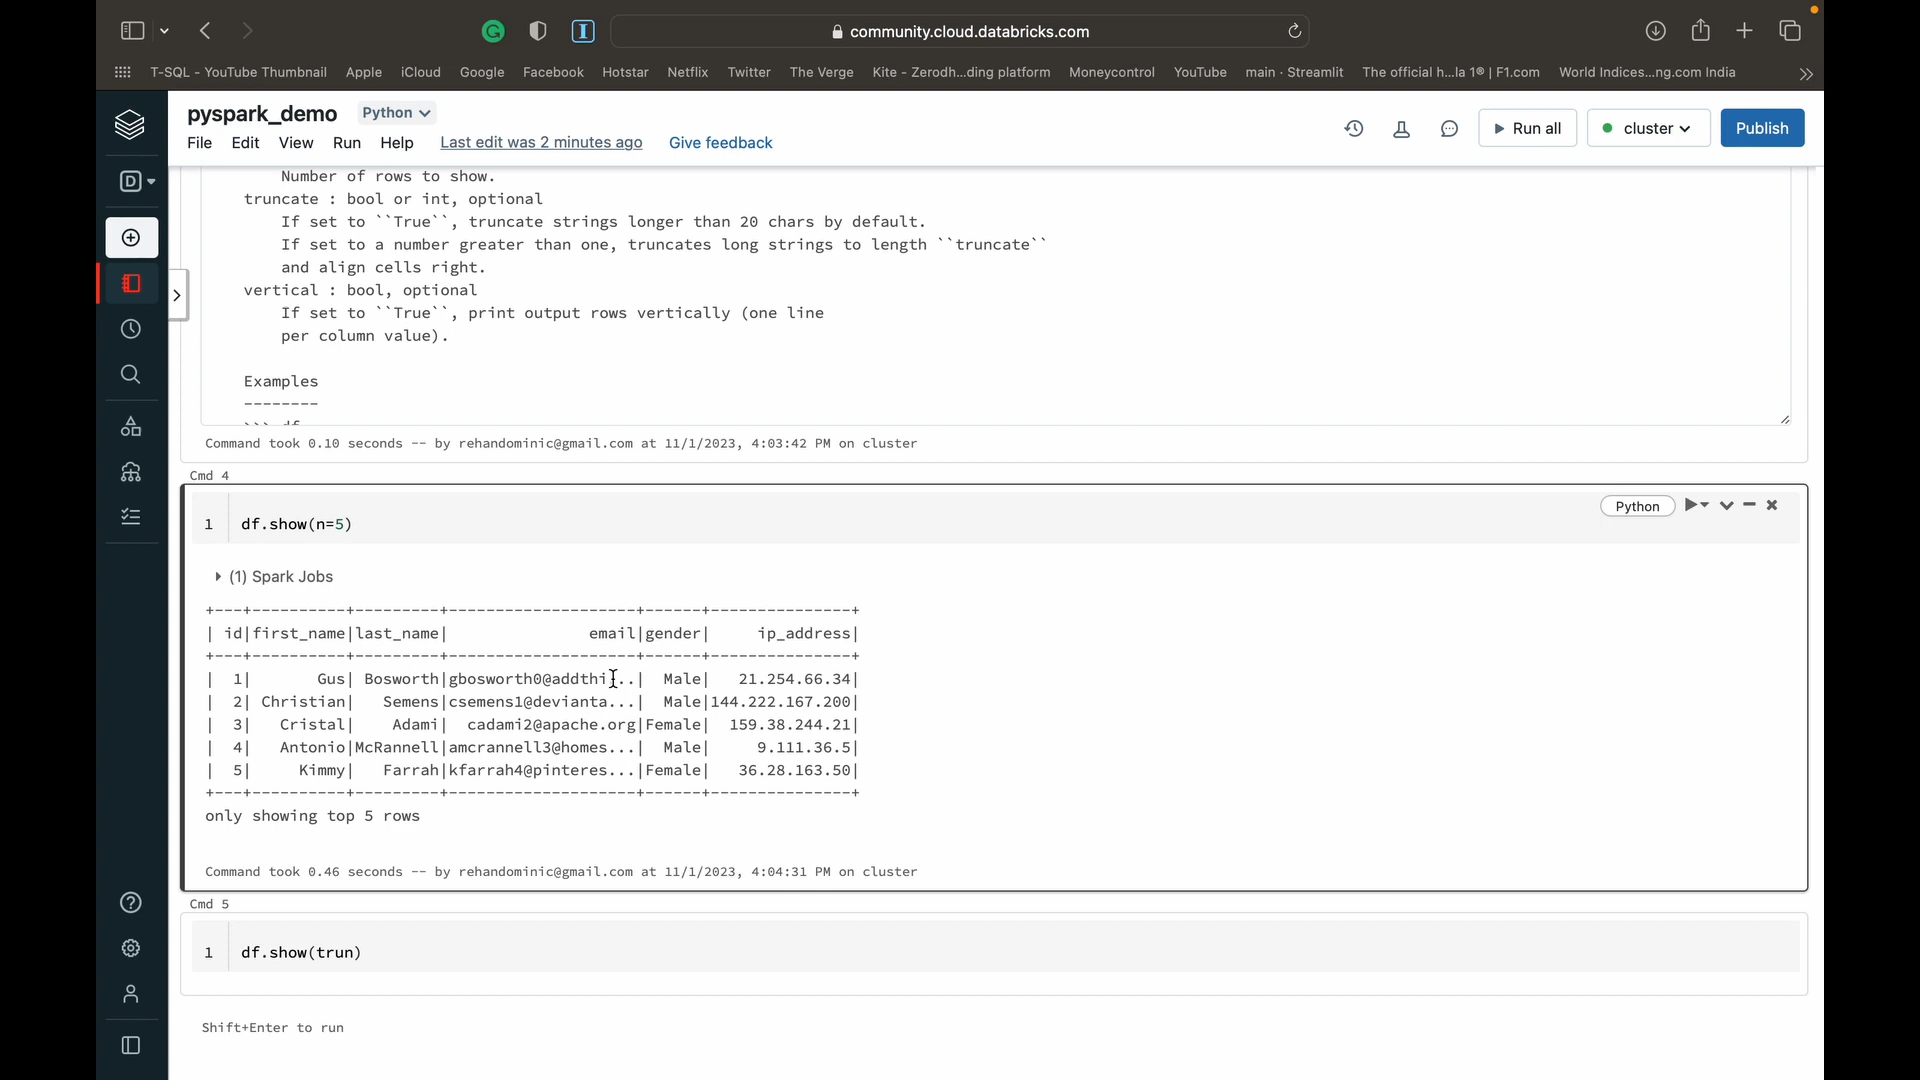 community.cloud.databricks.com
T-SQL - YouTube Thumbnail Apple iCloud Google Facebook Hotstar Netflix Twitter The Verge Kite - Zerodh...ding platform Moneycontrol YouTube main · Streamlit The official h...la 1® | F1.com World Indices...ng.com India
pyspark_demo Python
File Edit View Run Help Last edit was 2 minutes ago Give feedback
Run all cluster Publish
D
Number of rows to show.
truncate : bool or int, optional
If set to ``True``, truncate strings longer than 20 chars by default.
If set to a number greater than one, truncates long strings to length ``truncate``
and align cells right.
vertical : bool, optional
If set to ``True``, print output rows vertically (one line
per column value).
Examples
--------
Command took 0.10 seconds -- by rehandominic@gmail.com at 11/1/2023, 4:03:42 PM on cluster
Cmd 4
Python
1 df.show(n=5)
(1) Spark Jobs
+---+----------+---------+--------------------+------+---------------+
| id|first_name|last_name|               email|gender|     ip_address|
+---+----------+---------+--------------------+------+---------------+
|  1|       Gus| Bosworth|gbosworth0@addthi...|  Male|   21.254.66.34|
|  2| Christian|   Semens|csemens1@devianta...|  Male|144.222.167.200|
|  3|   Cristal|    Adami|  cadami2@apache.org|Female|  159.38.244.21|
|  4|   Antonio|McRannell|amcrannell3@homes...|  Male|     9.111.36.5|
|  5|     Kimmy|   Farrah|kfarrah4@pinteres...|Female|   36.28.163.50|
+---+----------+---------+--------------------+------+---------------+
only showing top 5 rows
Command took 0.46 seconds -- by rehandominic@gmail.com at 11/1/2023, 4:04:31 PM on cluster
Cmd 5
1 df.show(trun)
Shift+Enter to run